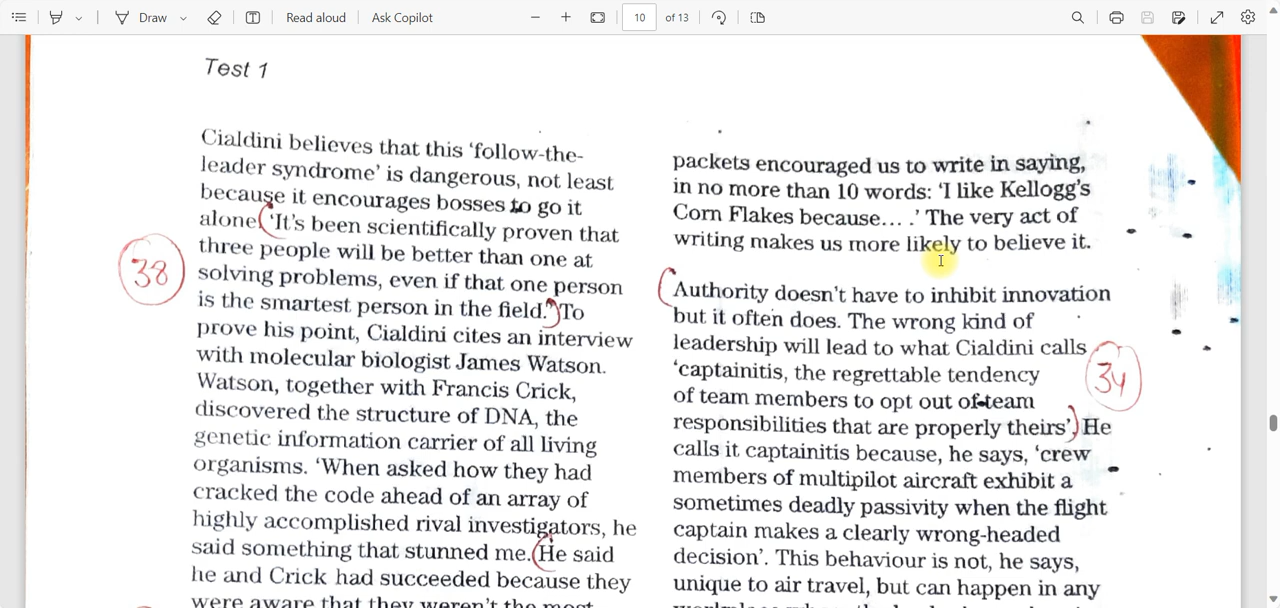 Draw
Read aloud
Ask Copilot
10
of 13
Test 1
Cialdini believes that this ‘follow-the-
leader syndrome’ is dangerous, not least
because it encourages bosses to go it
alone. ‘It’s been scientifically proven that
three people will be better than one at
solving problems, even if that one person
is the smartest person in the field.’ To
prove his point, Cialdini cites an interview
with molecular biologist James Watson.
Watson, together with Francis Crick,
discovered the structure of DNA, the
genetic information carrier of all living
organisms. ‘When asked how they had
cracked the code ahead of an array of
highly accomplished rival investigators, he
said something that stunned me. He said
he and Crick had succeeded because they
were aware that they weren’t the most
38
packets encouraged us to write in saying,
in no more than 10 words: ‘I like Kellogg’s
Corn Flakes because… .’ The very act of
writing makes us more likely to believe it.
Authority doesn’t have to inhibit innovation
but it often does. The wrong kind of
leadership will lead to what Cialdini calls
‘captainitis, the regrettable tendency
of team members to opt out of team
responsibilities that are properly theirs’. He
calls it captainitis because, he says, ‘crew
members of multipilot aircraft exhibit a
sometimes deadly passivity when the flight
captain makes a clearly wrong-headed
decision’. This behaviour is not, he says,
unique to air travel, but can happen in any
34